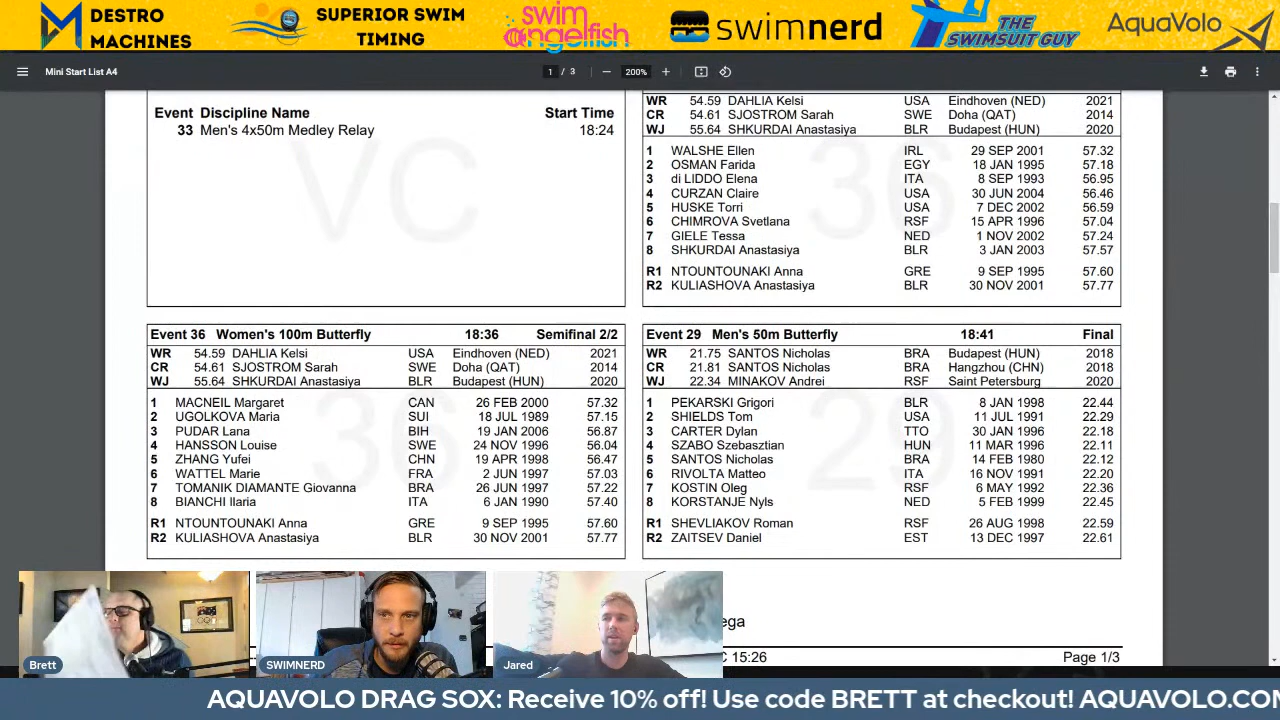 DESTRO
MACHINES
SUPERIOR SWIM
TIMING
swim
angelfish
swimnerd
THE
SWIMSUIT GUY
AquaVolo
Mini Start List A4
1 / 3
200%
Event Discipline Name Start Time
33 Men's 4x50m Medley Relay 18:24
VC
WR 54.59 DAHLIA Kelsi USA Eindhoven (NED) 2021
CR 54.61 SJOSTROM Sarah SWE Doha (QAT) 2014
WJ 55.64 SHKURDAI Anastasiya BLR Budapest (HUN) 2020
1 WALSHE Ellen IRL 29 SEP 2001 57.32
2 OSMAN Farida EGY 18 JAN 1995 57.18
3 di LIDDO Elena ITA 8 SEP 1993 56.95
4 CURZAN Claire USA 30 JUN 2004 56.46
5 HUSKE Torri USA 7 DEC 2002 56.59
6 CHIMROVA Svetlana RSF 15 APR 1996 57.04
7 GIELE Tessa NED 1 NOV 2002 57.24
8 SHKURDAI Anastasiya BLR 3 JAN 2003 57.57
R1 NTOUNTOUNAKI Anna GRE 9 SEP 1995 57.60
R2 KULIASHOVA Anastasiya BLR 30 NOV 2001 57.77
36
Event 36 Women's 100m Butterfly 18:36 Semifinal 2/2
WR 54.59 DAHLIA Kelsi USA Eindhoven (NED) 2021
CR 54.61 SJOSTROM Sarah SWE Doha (QAT) 2014
WJ 55.64 SHKURDAI Anastasiya BLR Budapest (HUN) 2020
1 MACNEIL Margaret CAN 26 FEB 2000 57.32
2 UGOLKOVA Maria SUI 18 JUL 1989 57.15
3 PUDAR Lana BIH 19 JAN 2006 56.87
4 HANSSON Louise SWE 24 NOV 1996 56.04
5 ZHANG Yufei CHN 19 APR 1998 56.47
6 WATTEL Marie FRA 2 JUN 1997 57.03
7 TOMANIK DIAMANTE Giovanna BRA 26 JUN 1997 57.22
8 BIANCHI Ilaria ITA 6 JAN 1990 57.40
R1 NTOUNTOUNAKI Anna GRE 9 SEP 1995 57.60
R2 KULIASHOVA Anastasiya BLR 30 NOV 2001 57.77
36
Event 29 Men's 50m Butterfly 18:41 Final
WR 21.75 SANTOS Nicholas BRA Budapest (HUN) 2018
CR 21.81 SANTOS Nicholas BRA Hangzhou (CHN) 2018
WJ 22.34 MINAKOV Andrei RSF Saint Petersburg 2020
1 PEKARSKI Grigori BLR 8 JAN 1998 22.44
2 SHIELDS Tom USA 11 JUL 1991 22.29
3 CARTER Dylan TTO 30 JAN 1996 22.18
4 SZABO Szebasztian HUN 11 MAR 1996 22.11
5 SANTOS Nicholas BRA 14 FEB 1980 22.12
6 RIVOLTA Matteo ITA 16 NOV 1991 22.20
7 KOSTIN Oleg RSF 6 MAY 1992 22.36
8 KORSTANJE Nyls NED 5 FEB 1999 22.45
R1 SHEVLIAKOV Roman RSF 26 AUG 1998 22.59
R2 ZAITSEV Daniel EST 13 DEC 1997 22.61
29
ega
C 15:26 Page 1/3
Brett
SWIMNERD
Jared
AQUAVOLO DRAG SOX: Receive 10% off! Use code BRETT at checkout! AQUAVOLO.COM